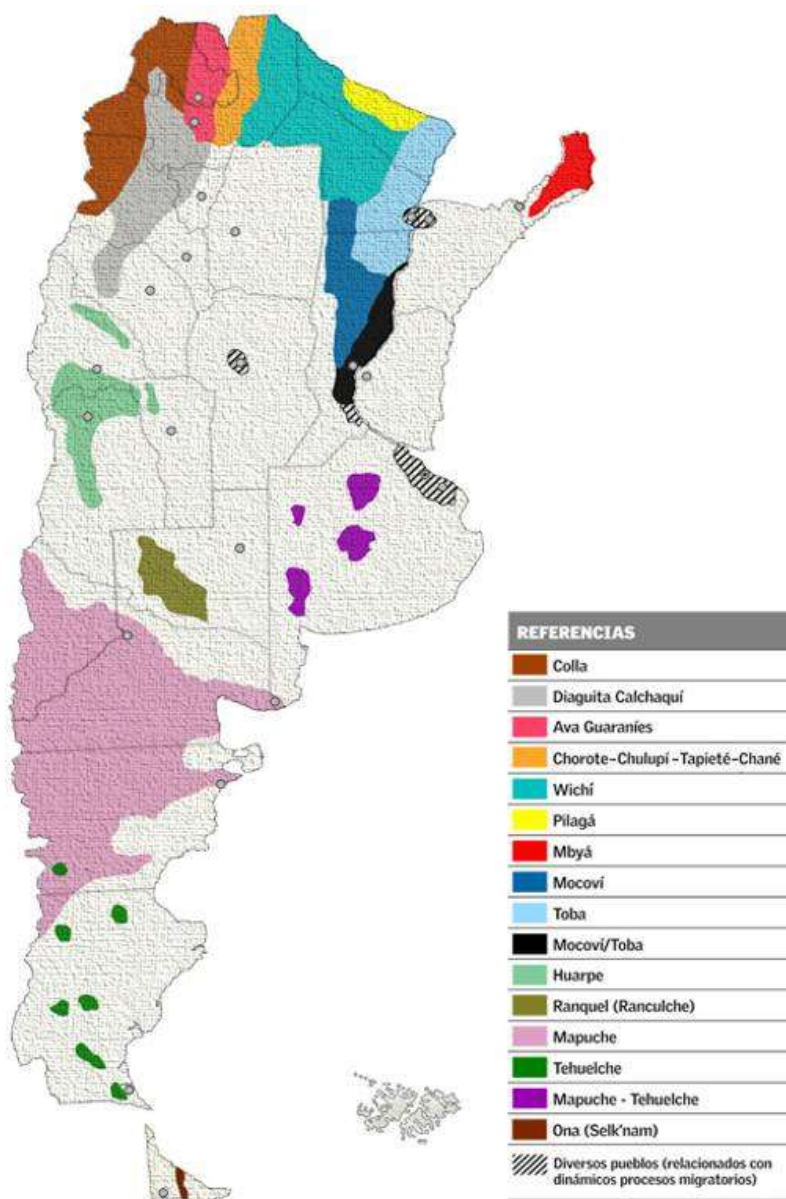 REFERENCIAS
Colla
Diaguita Calchaquí
Ava Guaraníes
Chorote-Chulupí -Tapieté-Chané
Wichí
Pilagá
Mbyá
Mocoví
Toba
Mocoví/Toba
Huarpe
Ranquel (Ranculche)
Mapuche
Tehuelche
Mapuche - Tehuelche
Ona (Selk'nam)
Diversos pueblos (relacionados con
dinámicos procesos migratorios)